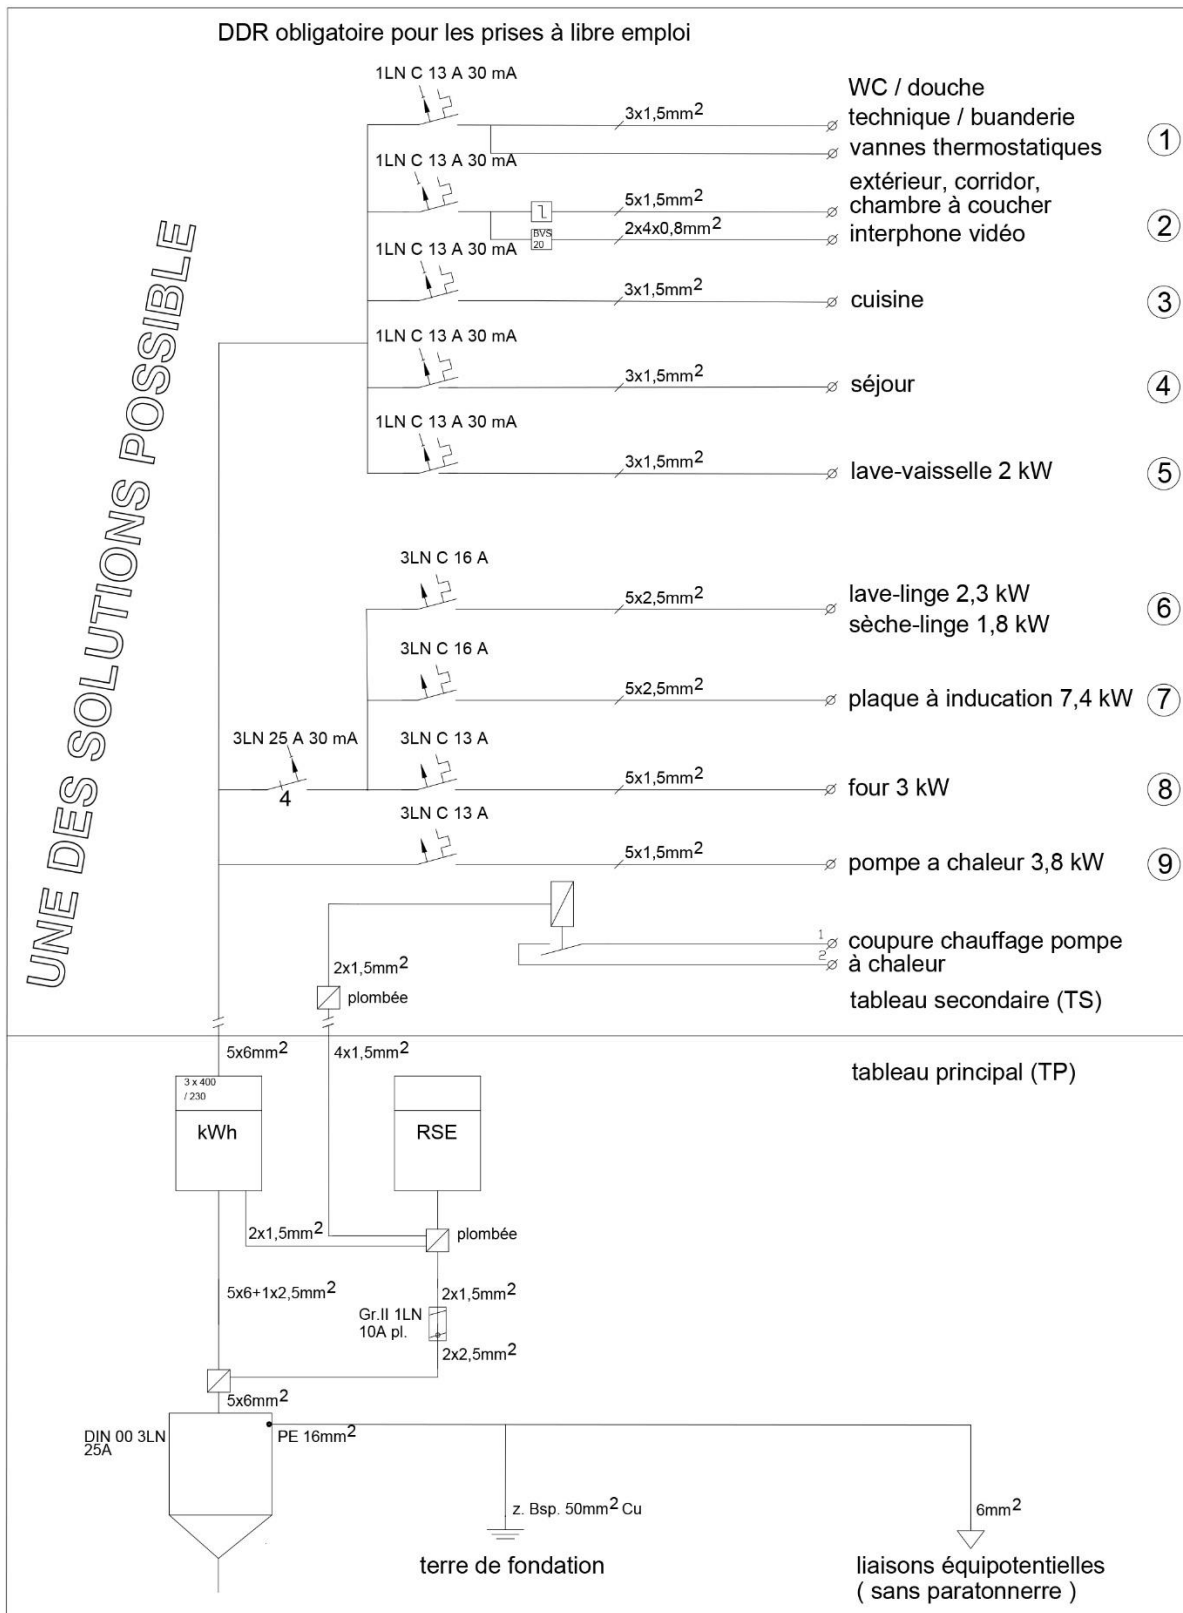 DDR obligatoire pour les prises à libre emploi
UNE DES SOLUTIONS POSSIBLE
1LN C 13 A 30 mA
3x1,5mm²
WC / douche
technique / buanderie
vannes thermostatiques
1
1LN C 13 A 30 mA
5x1,5mm²
extérieur, corridor,
chambre à coucher
BVS
20
2x4x0,8mm²
interphone vidéo
2
1LN C 13 A 30 mA
3x1,5mm²
cuisine
3
1LN C 13 A 30 mA
3x1,5mm²
séjour
4
1LN C 13 A 30 mA
3x1,5mm²
lave-vaisselle 2 kW
5
3LN C 16 A
5x2,5mm²
lave-linge 2,3 kW
sèche-linge 1,8 kW
6
3LN C 16 A
5x2,5mm²
plaque à inducation 7,4 kW
7
3LN 25 A 30 mA
4
3LN C 13 A
5x1,5mm²
four 3 kW
8
3LN C 13 A
5x1,5mm²
pompe a chaleur 3,8 kW
9
1
2
coupure chauffage pompe
à chaleur
2x1,5mm²
plombée
tableau secondaire (TS)
5x6mm²
4x1,5mm²
tableau principal (TP)
3 x 400
/ 230
kWh
RSE
2x1,5mm²
plombée
5x6+1x2,5mm²
2x1,5mm²
Gr.II 1LN
10A pl.
2x2,5mm²
5x6mm²
DIN 00 3LN
25A
PE 16mm²
z. Bsp. 50mm² Cu
6mm²
terre de fondation
liaisons équipotentielles
( sans paratonnerre )